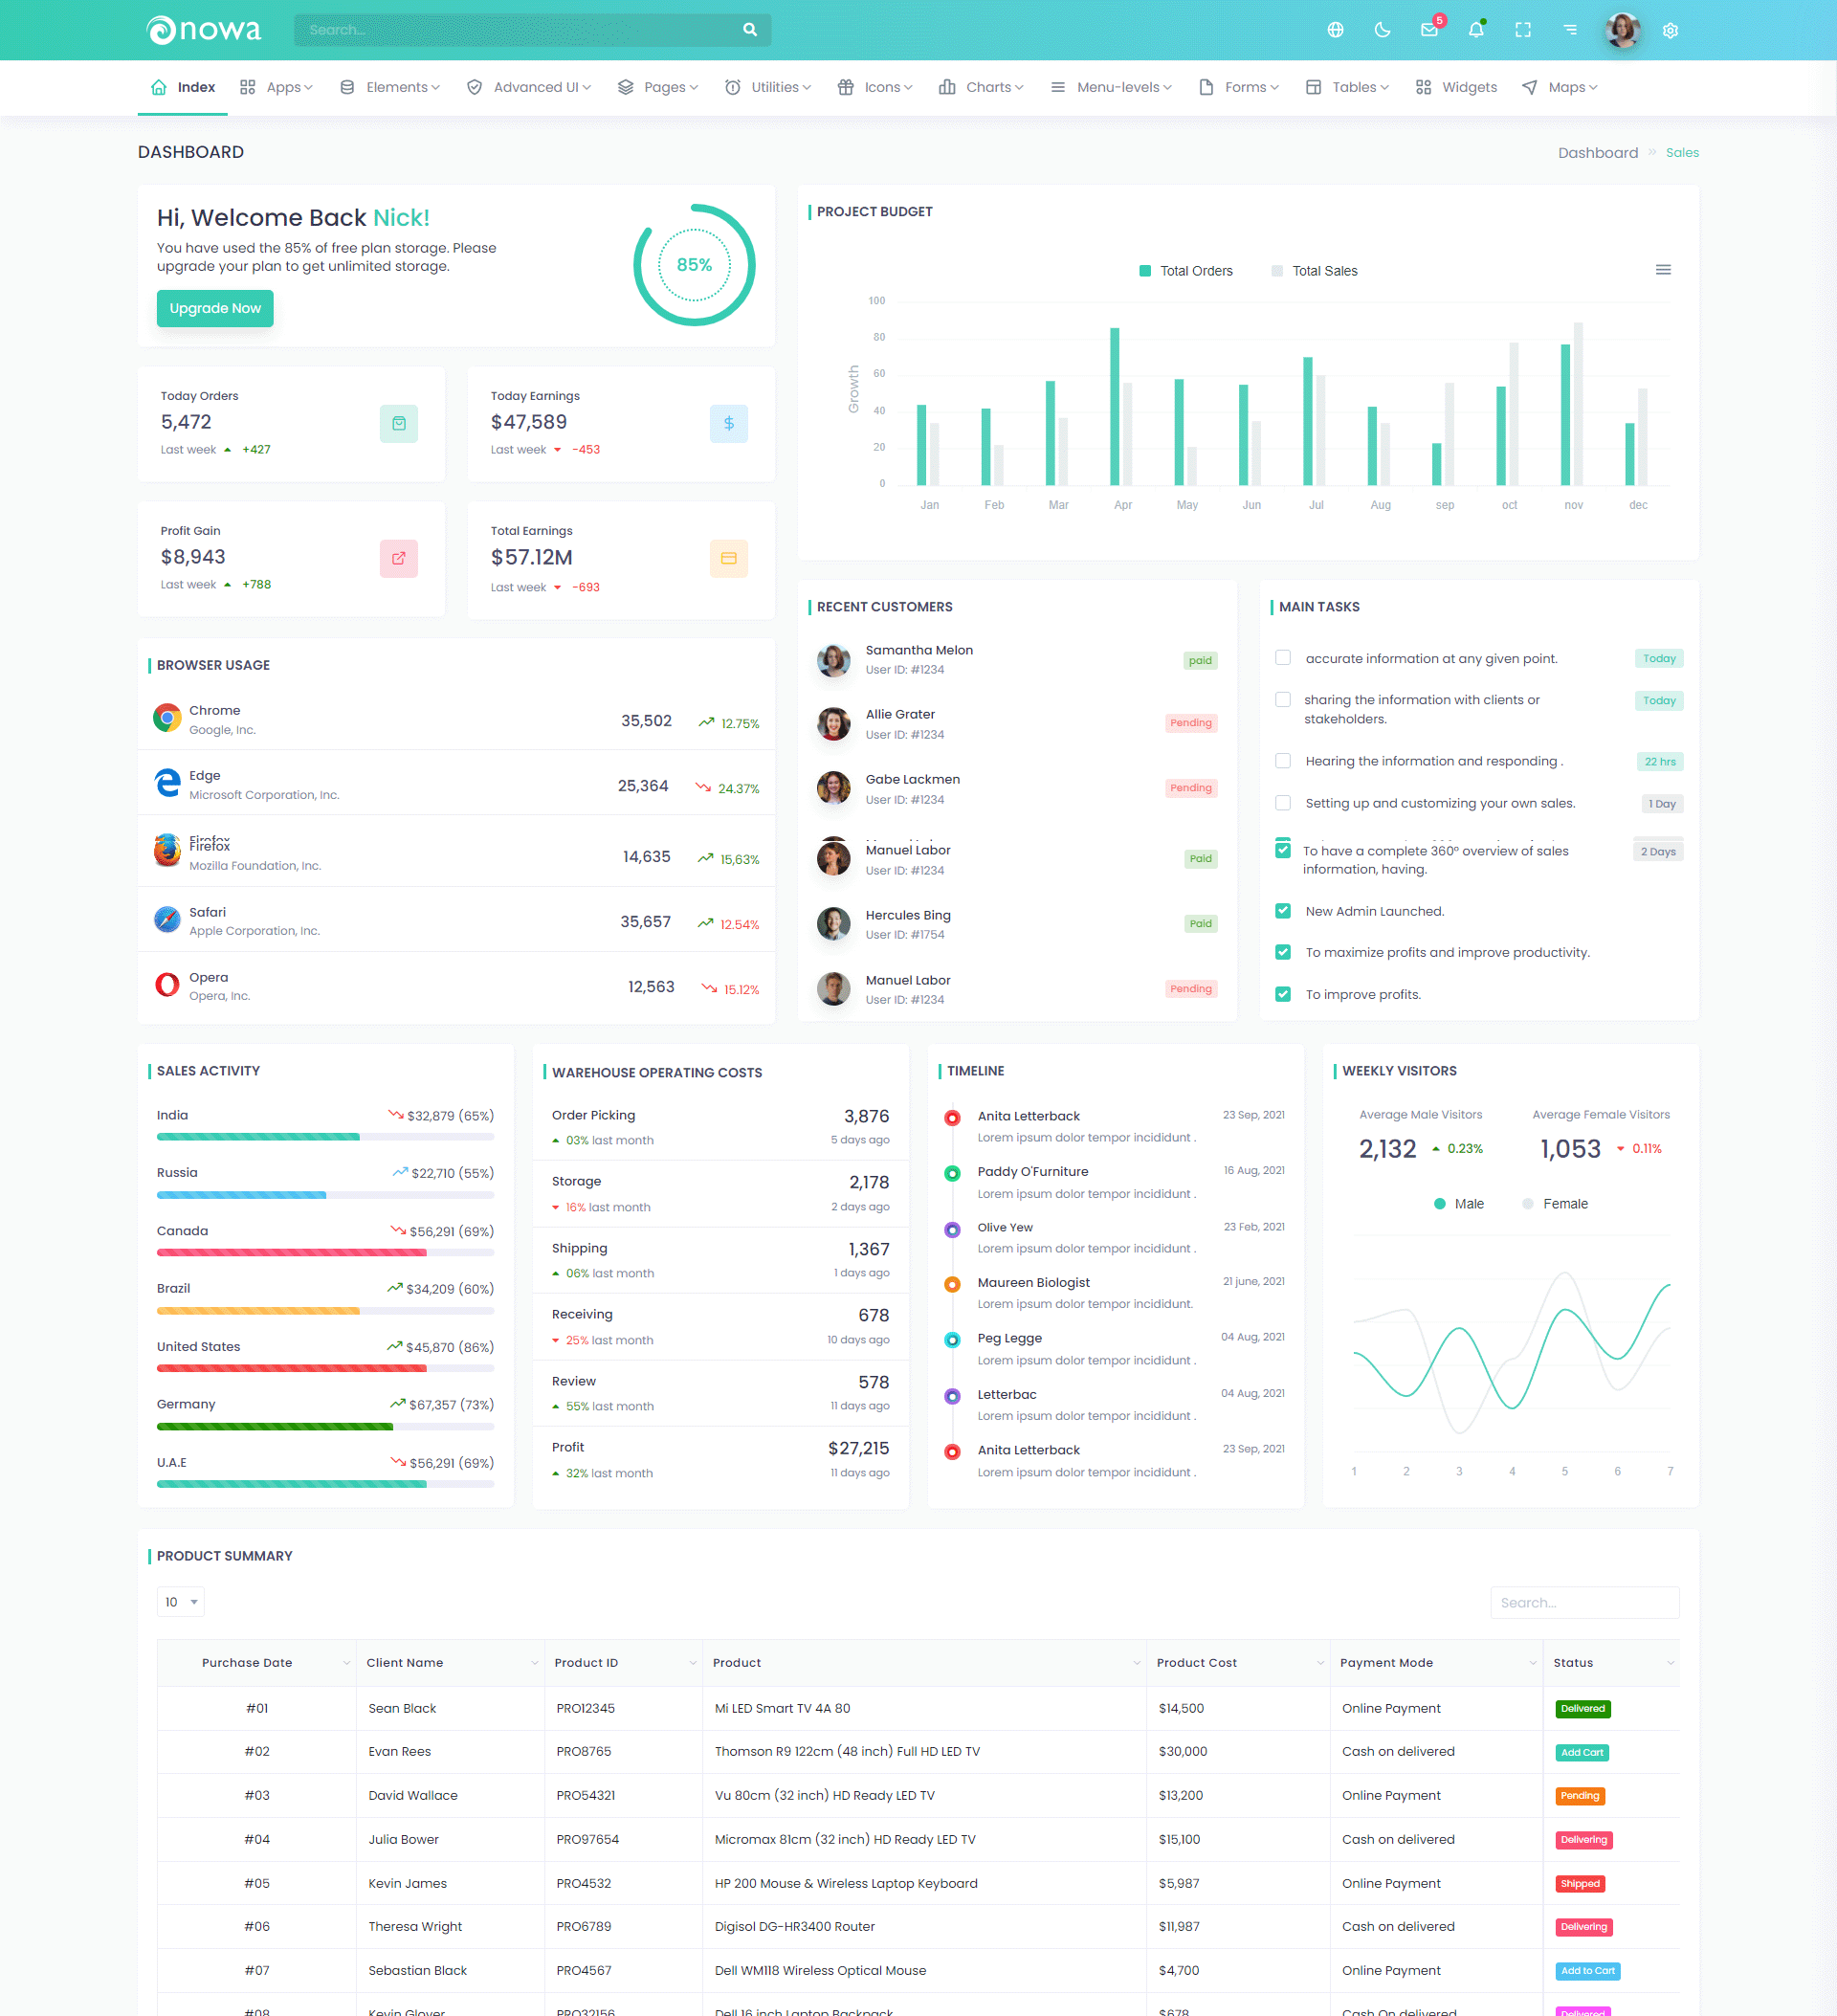 nowa
Search...
5
Index
Apps
Elements
Advanced UI
Pages
Utilities
Icons
Charts
Menu-levels
Forms
Tables
Widgets
Maps
DASHBOARD
Dashboard » Sales
Hi, Welcome Back Nick!
You have used the 85% of free plan storage. Please
upgrade your plan to get unlimited storage.
Upgrade Now
85%
Today Orders
5,472
Last week +427
Today Earnings
$47,589
Last week -453
Profit Gain
$8,943
Last week +788
Total Earnings
$57.12M
Last week -693
PROJECT BUDGET
Total Orders Total Sales
Growth
100
80
60
40
20
0
Jan Feb Mar Apr May Jun Jul Aug sep oct nov dec
BROWSER USAGE
Chrome
Google, Inc.
35,502 12.75%
Edge
Microsoft Corporation, Inc.
25,364 24.37%
Firefox
Firefox
Mozilla Foundation, Inc.
14,635 15,63%
Safari
Apple Corporation, Inc.
35,657 12.54%
Opera
Opera, Inc.
12,563 15.12%
RECENT CUSTOMERS
Samantha Melon
User ID: #1234
paid
Allie Grater
User ID: #1234
Pending
Gabe Lackmen
User ID: #1234
Pending
Manuel Labor
User ID: #1234
Paid
Hercules Bing
User ID: #1754
Paid
Manuel Labor
User ID: #1234
Pending
MAIN TASKS
accurate information at any given point. Today
sharing the information with clients or Today
stakeholders.
Hearing the information and responding . 22 hrs
Setting up and customizing your own sales. 1 Day
To have a complete 360° overview of sales 2 Days
information, having.
New Admin Launched.
To maximize profits and improve productivity.
To improve profits.
SALES ACTIVITY
India $32,879 (65%)
Russia $22,710 (55%)
Canada $56,291 (69%)
Brazil $34,209 (60%)
United States $45,870 (86%)
Germany $67,357 (73%)
U.A.E $56,291 (69%)
WAREHOUSE OPERATING COSTS
Order Picking 3,876
03% last month 5 days ago
Storage 2,178
16% last month 2 days ago
Shipping 1,367
06% last month 1 days ago
Receiving 678
25% last month 10 days ago
Review 578
55% last month 11 days ago
Profit $27,215
32% last month 11 days ago
TIMELINE
Anita Letterback 23 Sep, 2021
Lorem ipsum dolor tempor incididunt .
Paddy O'Furniture 16 Aug, 2021
Lorem ipsum dolor tempor incididunt .
Olive Yew 23 Feb, 2021
Lorem ipsum dolor tempor incididunt .
Maureen Biologist 21 june, 2021
Lorem ipsum dolor tempor incididunt.
Peg Legge 04 Aug, 2021
Lorem ipsum dolor tempor incididunt .
Letterbac 04 Aug, 2021
Lorem ipsum dolor tempor incididunt .
Anita Letterback 23 Sep, 2021
Lorem ipsum dolor tempor incididunt .
WEEKLY VISITORS
Average Male Visitors Average Female Visitors
2,132 0.23% 1,053 0.11%
Male Female
1 2 3 4 5 6 7
PRODUCT SUMMARY
10
Search...
Purchase Date Client Name Product ID Product Product Cost Payment Mode Status
#01 Sean Black PRO12345 Mi LED Smart TV 4A 80 $14,500 Online Payment Delivered
#02 Evan Rees PRO8765 Thomson R9 122cm (48 inch) Full HD LED TV $30,000 Cash on delivered Add Cart
#03 David Wallace PRO54321 Vu 80cm (32 inch) HD Ready LED TV $13,200 Online Payment Pending
#04 Julia Bower PRO97654 Micromax 81cm (32 inch) HD Ready LED TV $15,100 Cash on delivered Delivering
#05 Kevin James PRO4532 HP 200 Mouse & Wireless Laptop Keyboard $5,987 Online Payment Shipped
#06 Theresa Wright PRO6789 Digisol DG-HR3400 Router $11,987 Cash on delivered Delivering
#07 Sebastian Black PRO4567 Dell WM118 Wireless Optical Mouse $4,700 Online Payment Add to Cart
#08 Kevin Glover PRO32156 Dell 16 inch Laptop Backpack $678 Cash On delivered Delivered